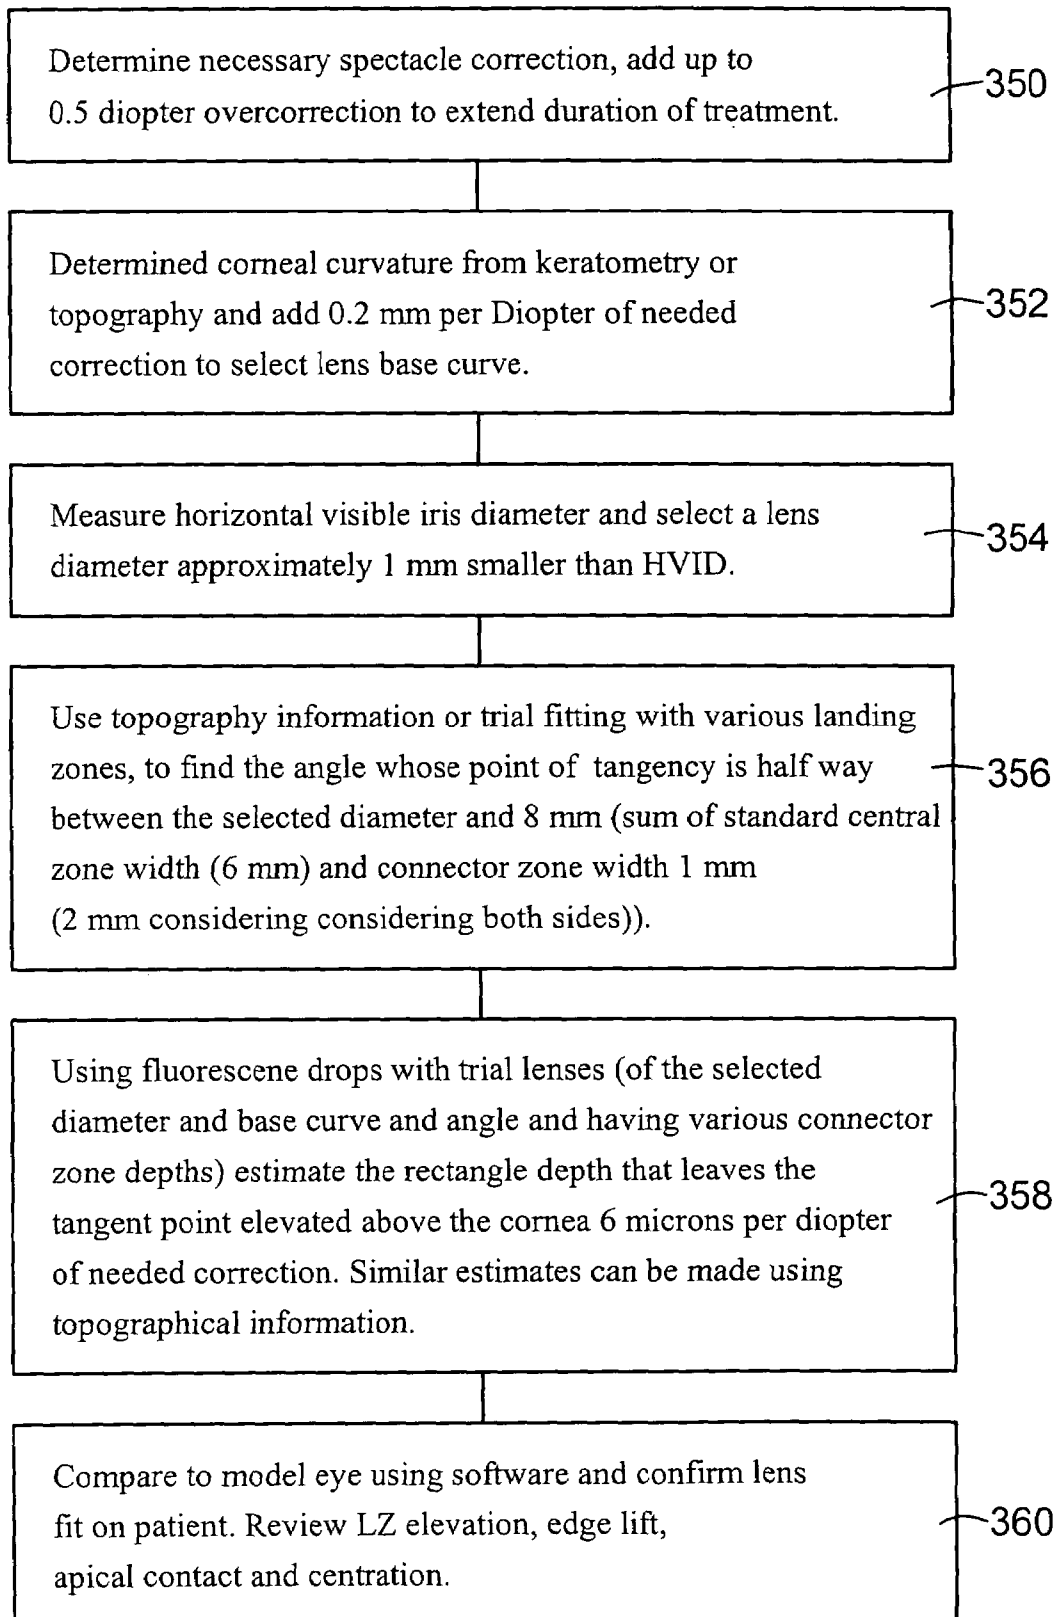 Determine necessary spectacle correction, add up to
0.5 diopter overcorrection to extend duration of treatment.
350
Determined corneal curvature from keratometry or
topography and add 0.2 mm per Diopter of needed
correction to select lens base curve.
352
Measure horizontal visible iris diameter and select a lens
diameter approximately 1 mm smaller than HVID.
354
Use topography information or trial fitting with various landing
zones, to find the angle whose point of tangency is half way
between the selected diameter and 8 mm (sum of standard central
zone width (6 mm) and connector zone width 1 mm
(2 mm considering considering both sides)).
356
Using fluorescene drops with trial lenses (of the selected
diameter and base curve and angle and having various connector
zone depths) estimate the rectangle depth that leaves the
tangent point elevated above the cornea 6 microns per diopter
of needed correction. Similar estimates can be made using
topographical information.
358
Compare to model eye using software and confirm lens
fit on patient. Review LZ elevation, edge lift,
apical contact and centration.
360